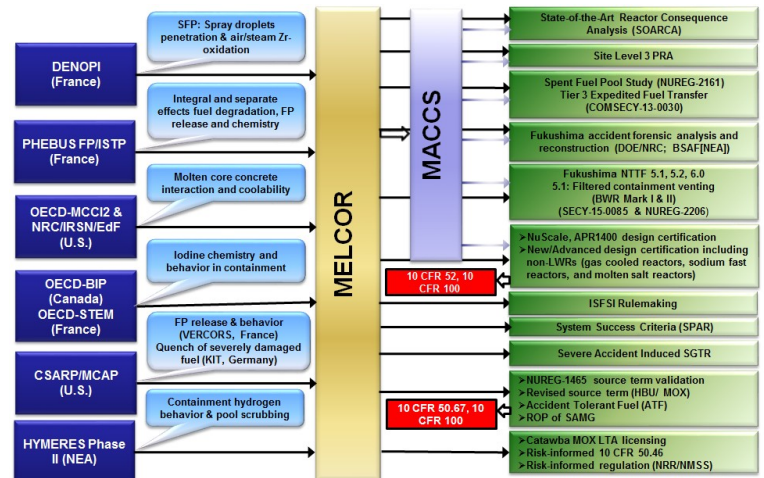 DENOPI
(France)
PHEBUS FP/ISTP
(France)
OECD-MCCI2 &
NRC/IRSN/EdF
(U.S.)
OECD-BIP
(Canada)
OECD-STEM
(France)
CSARP/MCAP
(U.S.)
HYMERES Phase
II (NEA)
SFP: Spray droplets
penetration & air/steam Zr-
oxidation
Integral and separate
effects fuel degradation, FP
release and chemistry
Molten core concrete
interaction and coolability
Iodine chemistry and
behavior in containment
FP release & behavior
(VERCORS, France)
Quench of severely damaged
fuel (KIT, Germany)
Containment hydrogen
behavior & pool scrubbing
MELCOR
MACCS
10 CFR 52, 10
CFR 100
10 CFR 50.67, 10
CFR 100
State-of-the-Art Reactor Consequence
Analysis (SOARCA)
Site Level 3 PRA
Spent Fuel Pool Study (NUREG-2161)
Tier 3 Expedited Fuel Transfer
(COMSECY-13-0030)
Fukushima accident forensic analysis and
reconstruction (DOE/NRC; BSAF[NEA])
Fukushima NTTF 5.1, 5.2, 6.0
5.1: Filtered containment venting
(BWR Mark I & II)
(SECY-15-0085 & NUREG-2206)
➢NuScale, APR1400 design certification
➢New/Advanced design certification including
non-LWRs (gas cooled reactors, sodium fast
reactors, and molten salt reactors)
ISFSI Rulemaking
System Success Criteria (SPAR)
Severe Accident Induced SGTR
➢NUREG-1465 source term validation
➢Revised source term (HBU/ MOX)
➢Accident Tolerant Fuel (ATF)
➢ROP of SAMG
➢Catawba MOX LTA licensing
➢Risk-informed 10 CFR 50.46
➢Risk-informed regulation (NRR/NMSS)